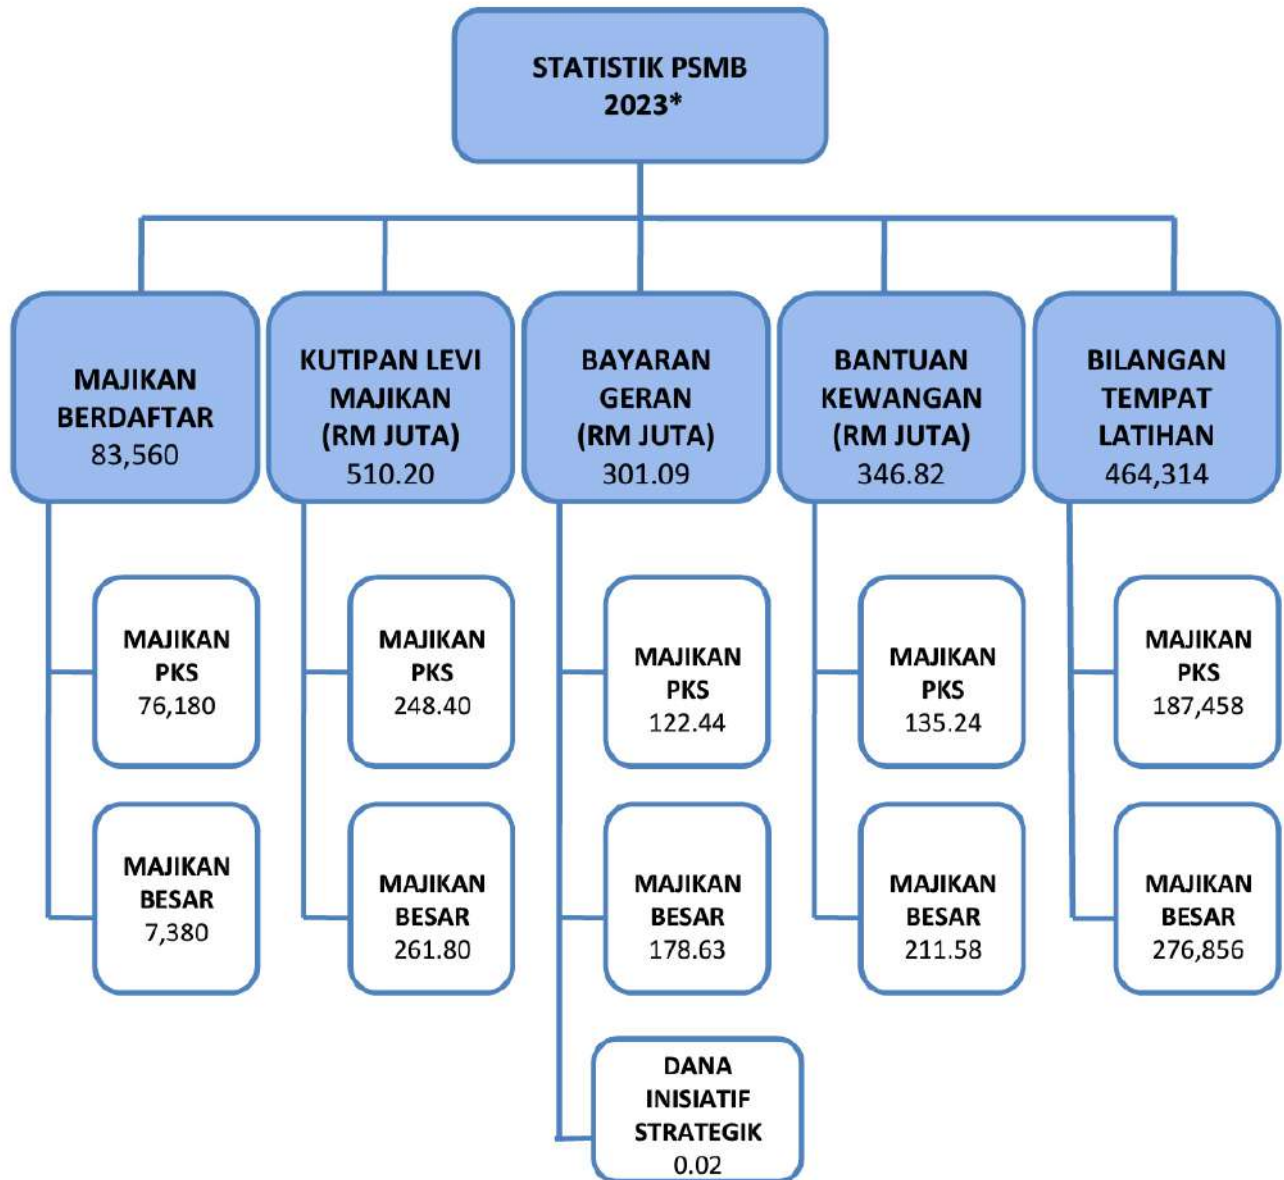 STATISTIK PSMB
2023*
MAJIKAN
BERDAFTAR
83,560
KUTIPAN LEVI
MAJIKAN
(RM JUTA)
510.20
BAYARAN
GERAN
(RM JUTA)
301.09
BANTUAN
KEWANGAN
(RM JUTA)
346.82
BILANGAN
TEMPAT
LATIHAN
464,314
MAJIKAN
PKS
76,180
MAJIKAN
PKS
248.40
MAJIKAN
PKS
122.44
MAJIKAN
PKS
135.24
MAJIKAN
PKS
187,458
MAJIKAN
BESAR
7,380
MAJIKAN
BESAR
261.80
MAJIKAN
BESAR
178.63
MAJIKAN
BESAR
211.58
MAJIKAN
BESAR
276,856
DANA
INISIATIF
STRATEGIK
0.02